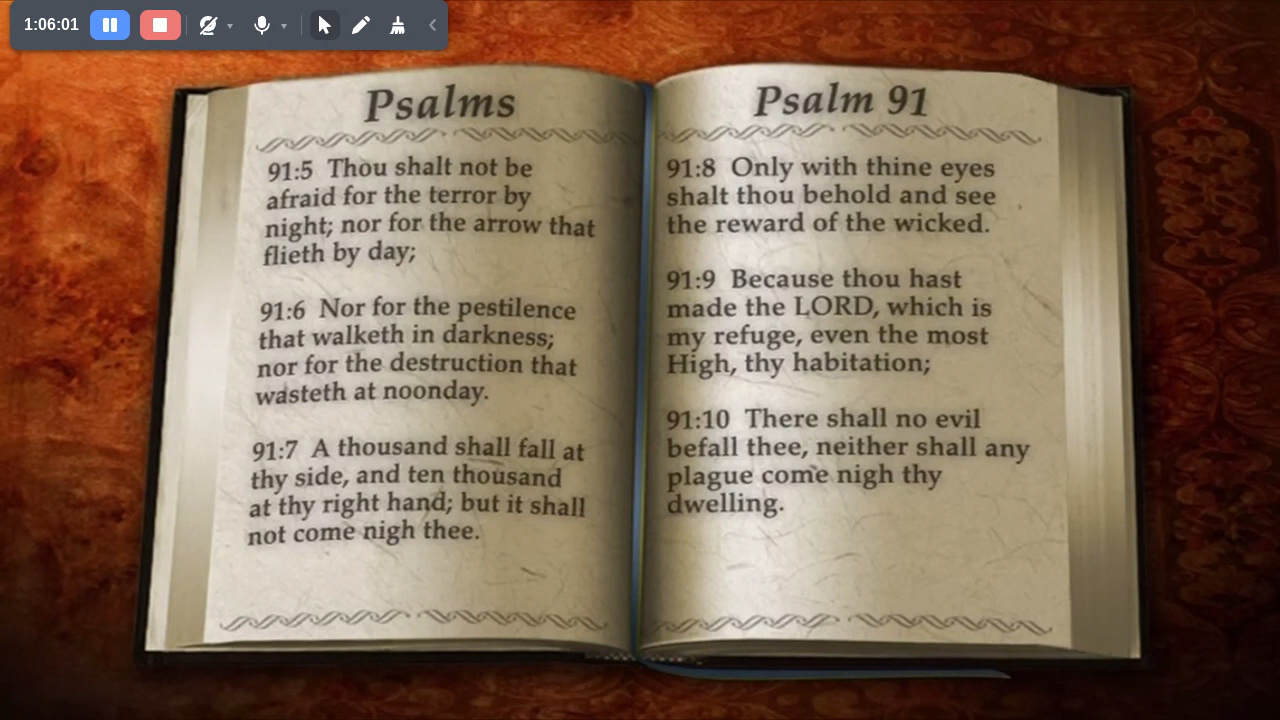 1:06:01
Psalms
91:5 Thou shalt not be
afraid for the terror by
night; nor for the arrow that
flieth by day;
91:6 Nor for the pestilence
that walketh in darkness;
nor for the destruction that
wasteth at noonday.
91:7 A thousand shall fall at
thy side, and ten thousand
at thy right hand; but it shall
not come nigh thee.
Psalm 91
91:8 Only with thine eyes
shalt thou behold and see
the reward of the wicked.
91:9 Because thou hast
made the LORD, which is
my refuge, even the most
High, thy habitation;
91:10 There shall no evil
befall thee, neither shall any
plague come nigh thy
dwelling.